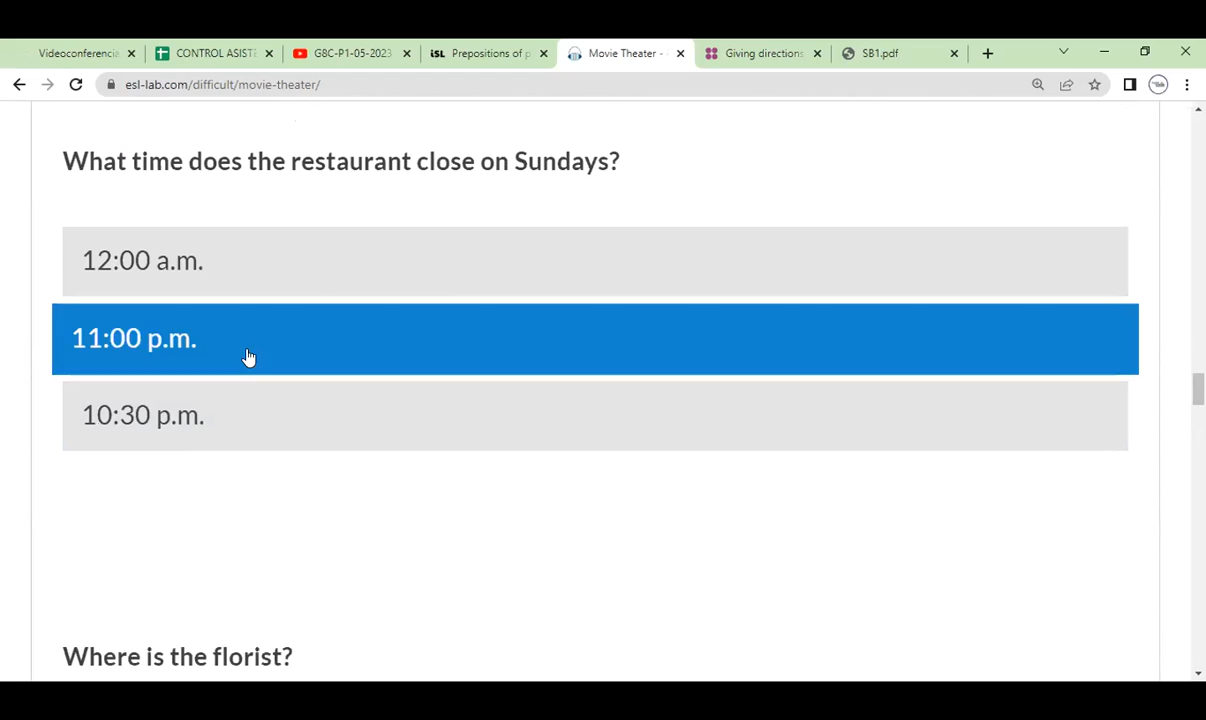 Videoconferencia
CONTROL ASISTE
G8C-P1-05-2023
iSL Prepositions of p
Movie Theater -
Giving directions
SB1.pdf
esl-lab.com/difficult/movie-theater/
What time does the restaurant close on Sundays?
12:00 a.m.
11:00 p.m.
10:30 p.m.
Where is the florist?